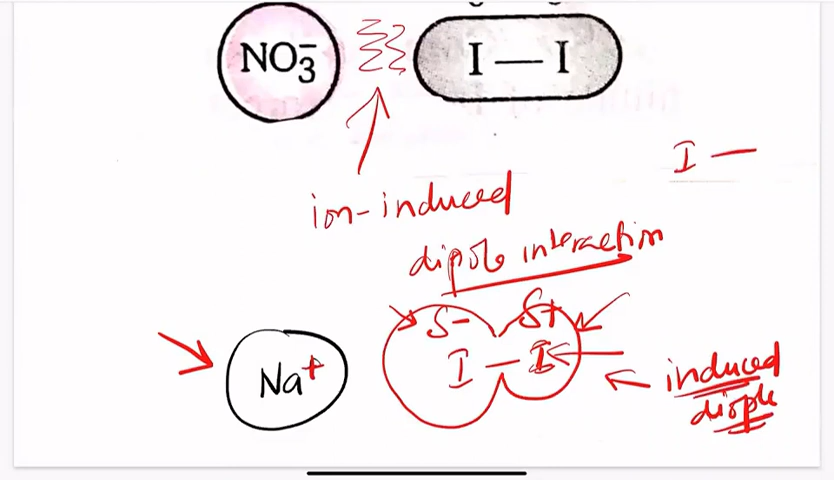 NO₃⁻ I — I
I —
ion-induced
dipole interaction
δ- δ+
Na⁺ I — I
induced
dipole